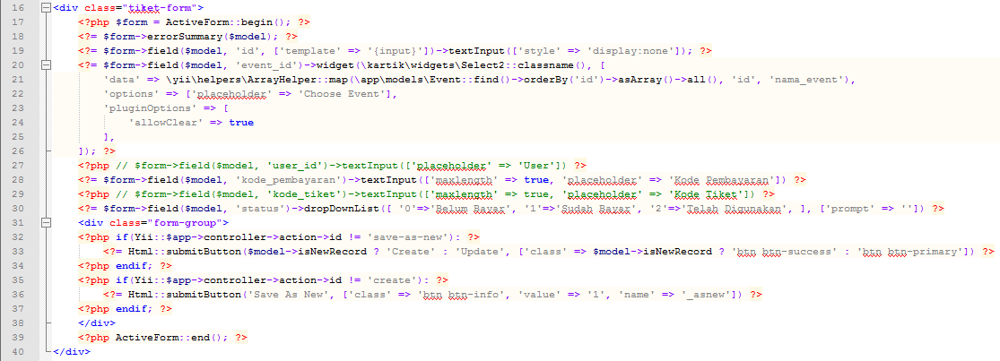 16 <div class="tiket-form">
17 <?php $form = ActiveForm::begin(); ?>
18 <?= $form->errorSummary($model); ?>
19 <?= $form->field($model, 'id', ['template' => '{input}'])->textInput(['style' => 'display:none']); ?>
20 <?= $form->field($model, 'event_id')->widget(\kartik\widgets\Select2::classname(), [
21 'data' => \yii\helpers\ArrayHelper::map(\app\models\Event::find()->orderBy('id')->asArray()->all(), 'id', 'nama_event'),
22 'options' => ['placeholder' => 'Choose Event'],
23 'pluginOptions' => [
24 'allowClear' => true
25 ],
26 ]); ?>
27 <?php // $form->field($model, 'user_id')->textInput(['placeholder' => 'User']) ?>
28 <?= $form->field($model, 'kode_pembayaran')->textInput(['maxlength' => true, 'placeholder' => 'Kode Pembayaran']) ?>
29 <?php // $form->field($model, 'kode_tiket')->textInput(['maxlength' => true, 'placeholder' => 'Kode Tiket']) ?>
30 <?= $form->field($model, 'status')->dropDownList([ '0'=>'Belum Bayar', '1'=>'Sudah Bayar', '2'=>'Telah Digunakan', ], ['prompt' => '']) ?>
31 <div class="form-group">
32 <?php if(Yii::$app->controller->action->id != 'save-as-new'): ?>
33 <?= Html::submitButton($model->isNewRecord ? 'Create' : 'Update', ['class' => $model->isNewRecord ? 'btn btn-success' : 'btn btn-primary']) ?>
34 <?php endif; ?>
35 <?php if(Yii::$app->controller->action->id != 'create'): ?>
36 <?= Html::submitButton('Save As New', ['class' => 'btn btn-info', 'value' => '1', 'name' => '_asnew']) ?>
37 <?php endif; ?>
38 </div>
39 <?php ActiveForm::end(); ?>
40 </div>